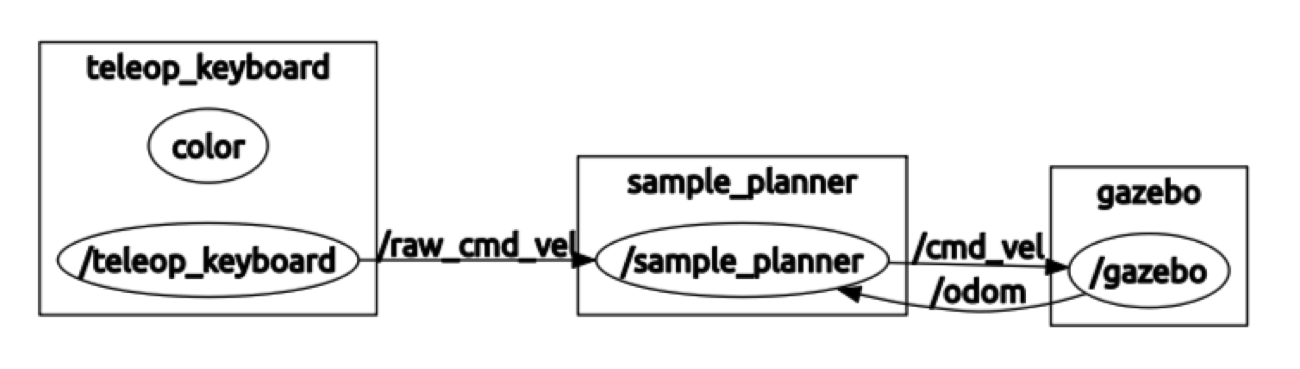 teleop_keyboard
color
/teleop_keyboard
/raw_cmd_vel
sample_planner
/sample_planner
/cmd_vel
/odom
gazebo
/gazebo